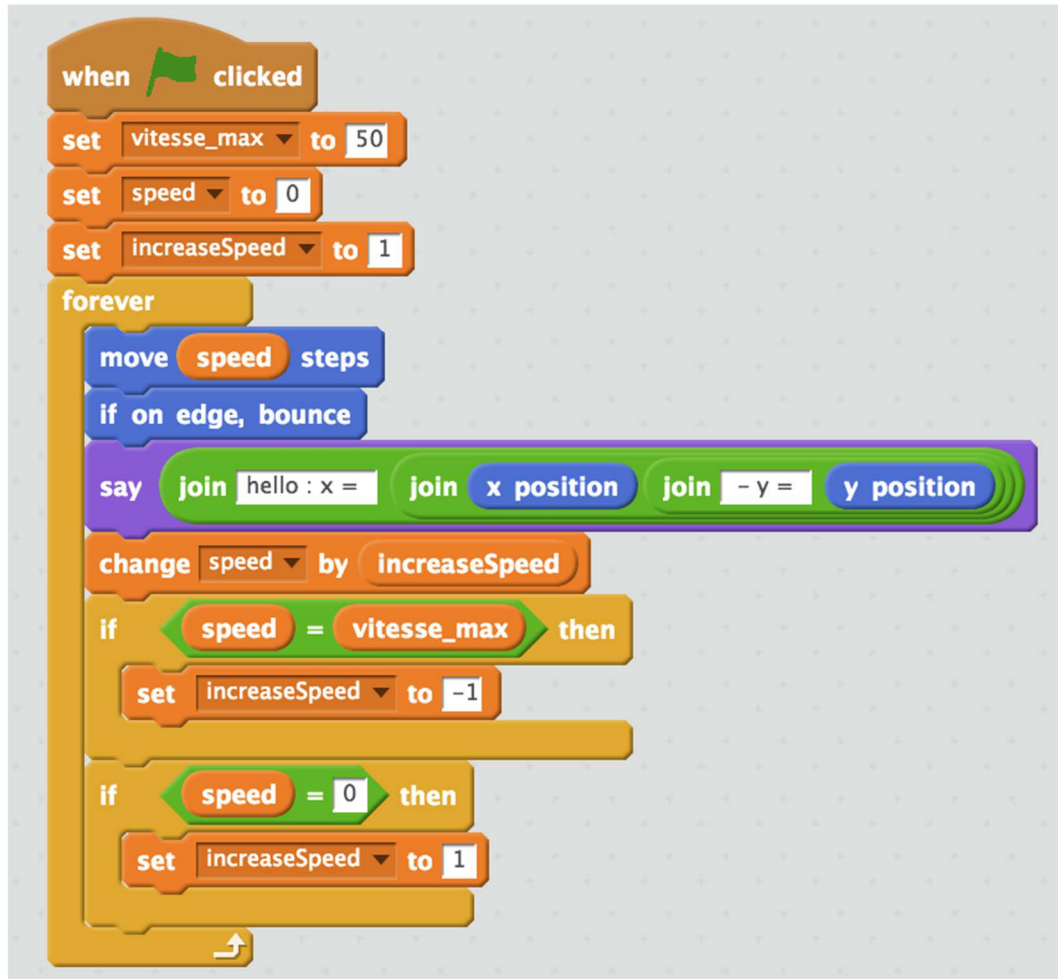 when clicked
set vitesse_max to 50
set speed to 0
set increaseSpeed to 1
forever
move speed steps
if on edge, bounce
say join hello : x = join x position join - y = y position
change speed by increaseSpeed
if speed = vitesse_max then
set increaseSpeed to -1
if speed = 0 then
set increaseSpeed to 1